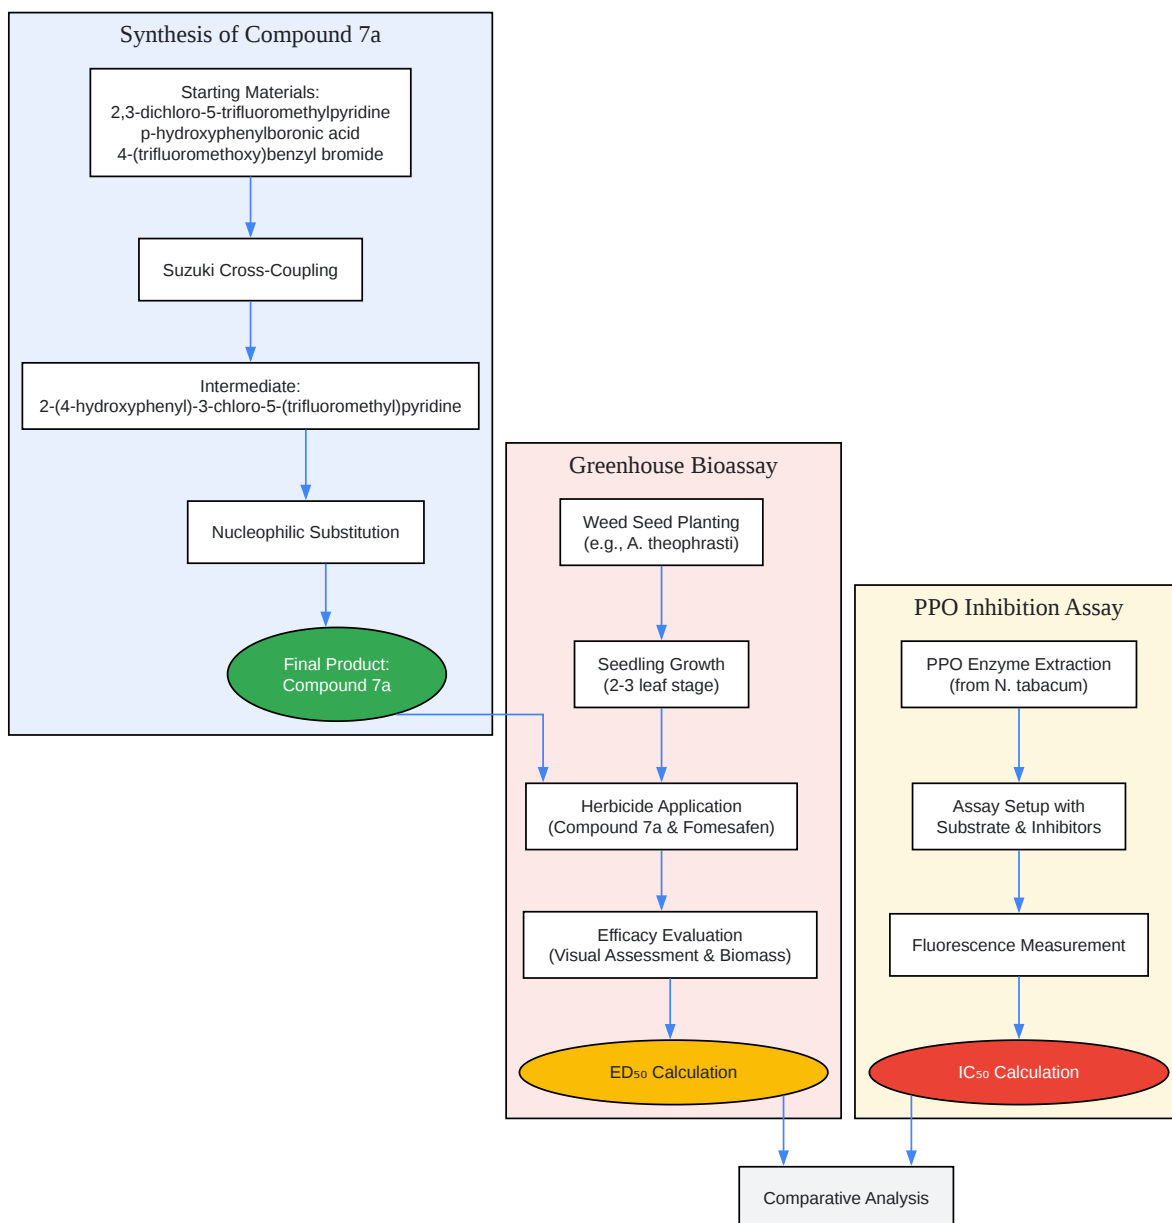 Synthesis of Compound 7a
Starting Materials:
2,3-dichloro-5-trifluoromethylpyridine
p-hydroxyphenylboronic acid
4-(trifluoromethoxy)benzyl bromide
Suzuki Cross-Coupling
Intermediate:
2-(4-hydroxyphenyl)-3-chloro-5-(trifluoromethyl)pyridine
Nucleophilic Substitution
Final Product:
Compound 7a
Greenhouse Bioassay
Weed Seed Planting
(e.g., A. theophrasti)
Seedling Growth
(2-3 leaf stage)
Herbicide Application
(Compound 7a & Fomesafen)
Efficacy Evaluation
(Visual Assessment & Biomass)
ED₅₀ Calculation
PPO Inhibition Assay
PPO Enzyme Extraction
(from N. tabacum)
Assay Setup with
Substrate & Inhibitors
Fluorescence Measurement
IC₅₀ Calculation
Comparative Analysis